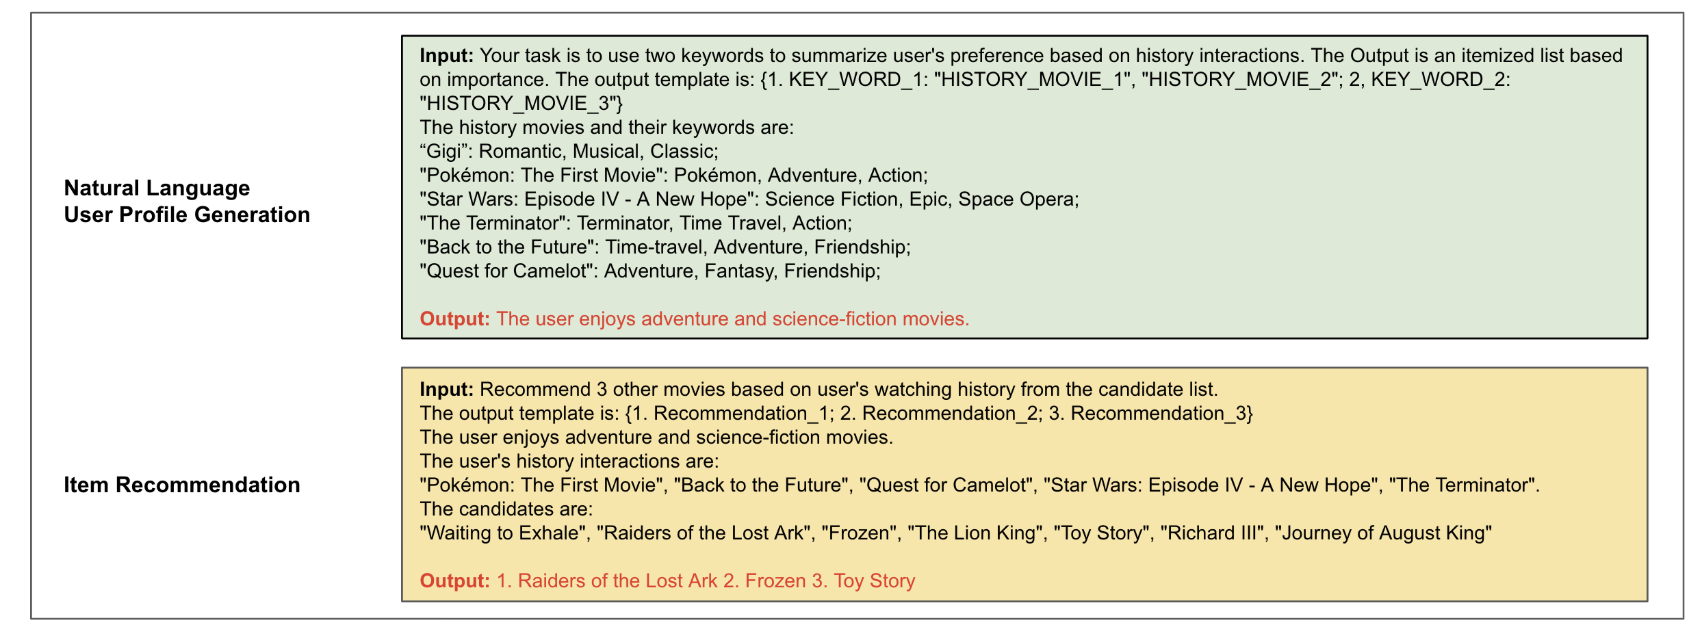 Natural Language
User Profile Generation
Input: Your task is to use two keywords to summarize user's preference based on history interactions. The Output is an itemized list based
on importance. The output template is: {1. KEY_WORD_1: "HISTORY_MOVIE_1", "HISTORY_MOVIE_2"; 2, KEY_WORD_2:
"HISTORY_MOVIE_3"}
The history movies and their keywords are:
“Gigi”: Romantic, Musical, Classic;
"Pokémon: The First Movie": Pokémon, Adventure, Action;
"Star Wars: Episode IV - A New Hope": Science Fiction, Epic, Space Opera;
"The Terminator": Terminator, Time Travel, Action;
"Back to the Future": Time-travel, Adventure, Friendship;
"Quest for Camelot": Adventure, Fantasy, Friendship;
Output: The user enjoys adventure and science-fiction movies.
Item Recommendation
Input: Recommend 3 other movies based on user's watching history from the candidate list.
The output template is: {1. Recommendation_1; 2. Recommendation_2; 3. Recommendation_3}
The user enjoys adventure and science-fiction movies.
The user's history interactions are:
"Pokémon: The First Movie", "Back to the Future", "Quest for Camelot", "Star Wars: Episode IV - A New Hope", "The Terminator".
The candidates are:
"Waiting to Exhale", "Raiders of the Lost Ark", "Frozen", "The Lion King", "Toy Story", "Richard III", "Journey of August King"
Output: 1. Raiders of the Lost Ark 2. Frozen 3. Toy Story